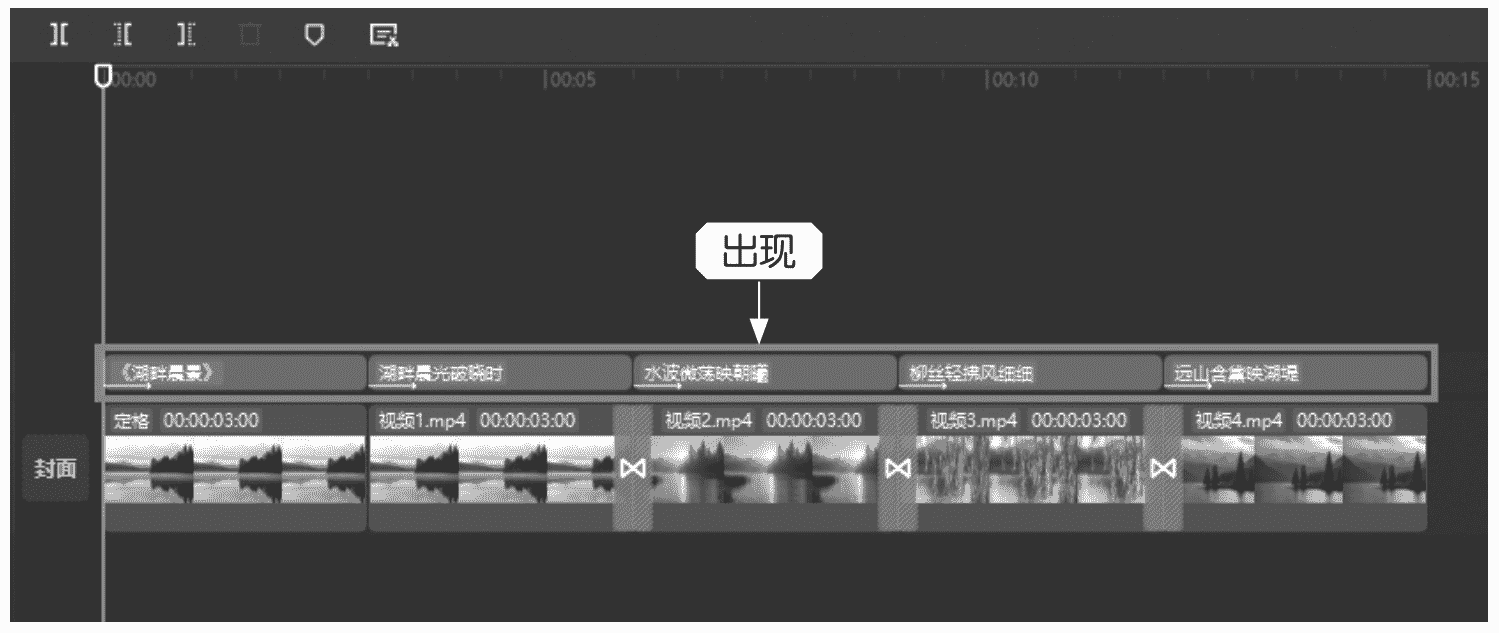 00:00 00:05 00:10 00:15
出现
《湖畔晨景》 湖畔晨光破晓时 水波微荡映朝曦 柳丝轻拂风细细 远山含黛映湖堤
定格 00:00:03:00 视频1.mp4 00:00:03:00 视频2.mp4 00:00:03:00 视频3.mp4 00:00:03:00 视频4.mp4 00:00:03:00
封面